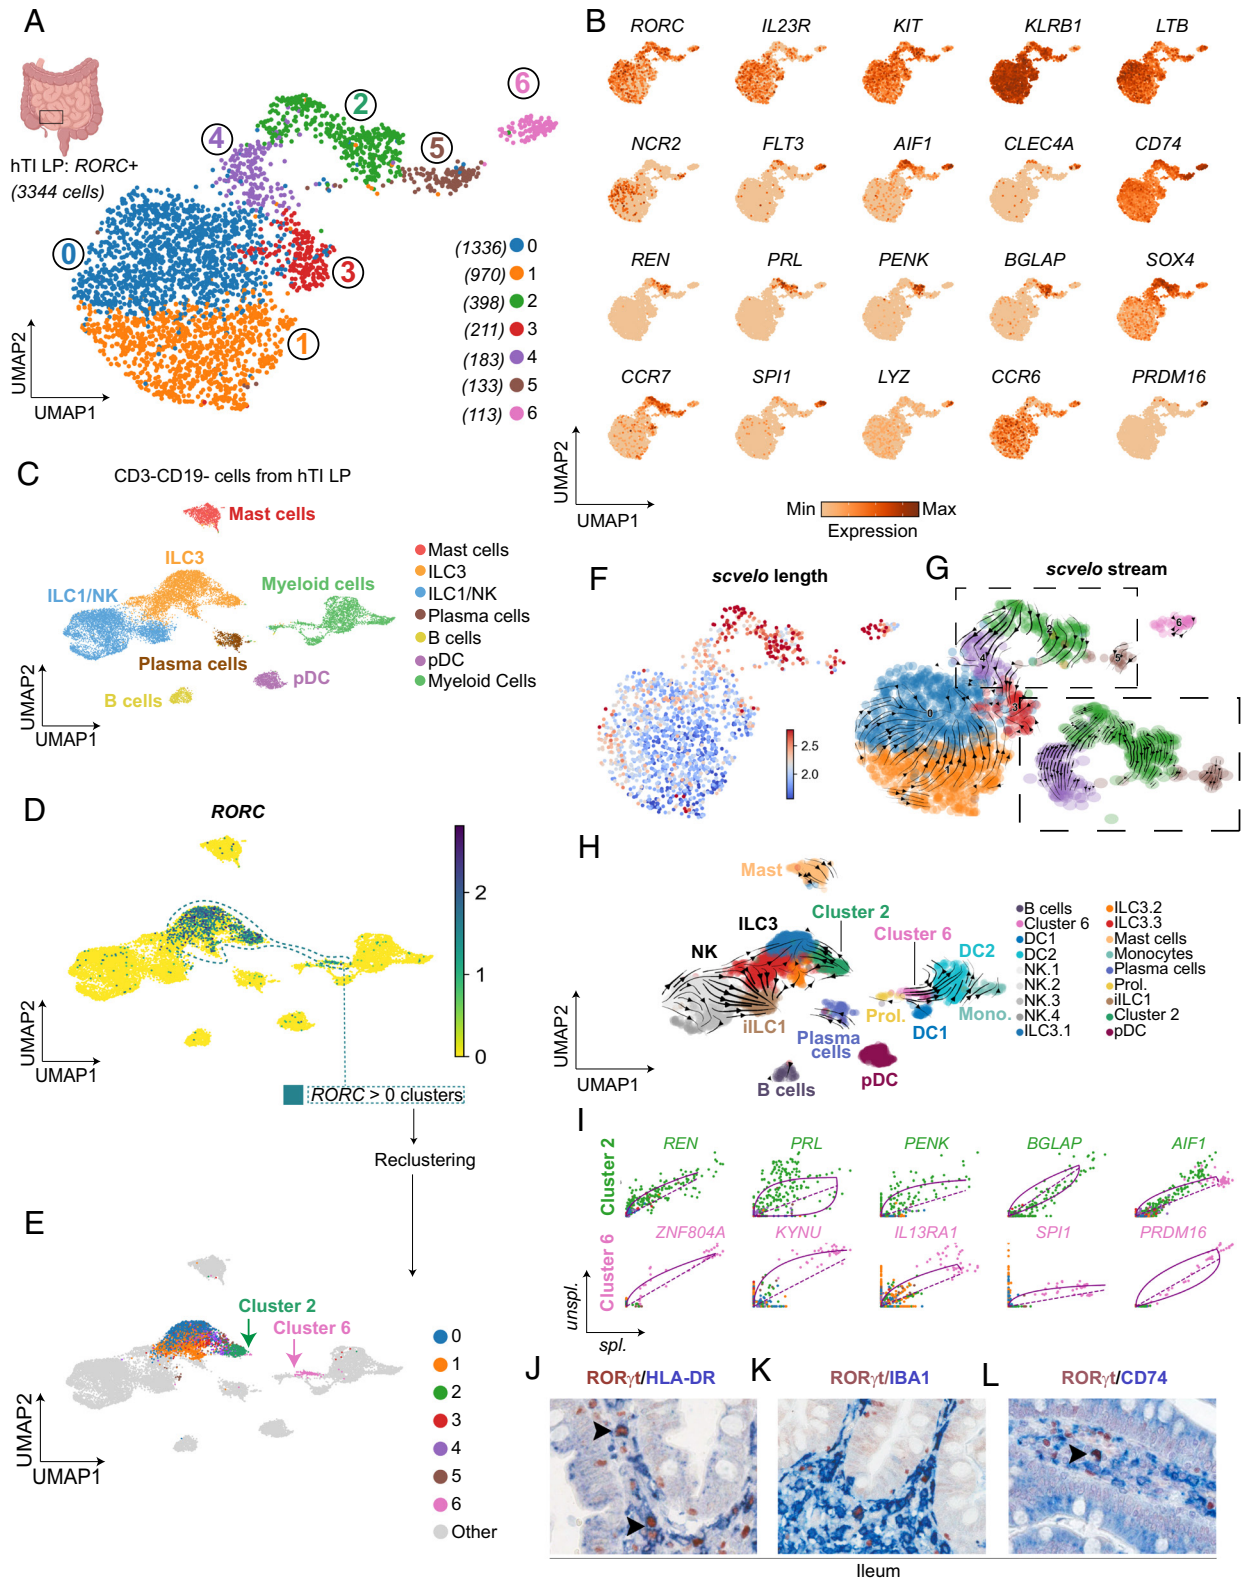 A
hTI LP: RORC+
(3344 cells)
0
1
2
3
4
5
6
(1336) 0
(970) 1
(398) 2
(211) 3
(183) 4
(133) 5
(113) 6
UMAP2
UMAP1
B
RORC IL23R KIT KLRB1 LTB
NCR2 FLT3 AIF1 CLEC4A CD74
REN PRL PENK BGLAP SOX4
CCR7 SPI1 LYZ CCR6 PRDM16
UMAP2
UMAP1
Min Max
Expression
C
CD3-CD19- cells from hTI LP
Mast cells
ILC3
ILC1/NK
Myeloid cells
Plasma cells
pDC
B cells
Mast cells
ILC3
ILC1/NK
Plasma cells
B cells
pDC
Myeloid Cells
UMAP2
UMAP1
D
RORC
2
1
0
UMAP2
UMAP1
RORC > 0 clusters
Reclustering
E
Cluster 2
Cluster 6
0
1
2
3
4
5
6
Other
UMAP2
UMAP1
F
scvelo length
2.5
2.0
G
scvelo stream
0
1
3
4
5
6
H
Mast
ILC3
Cluster 2
Cluster 6
NK
DC2
iILC1
Prol.
Mono.
DC1
Plasma
cells
pDC
B cells
UMAP2
UMAP1
B cells
Cluster 6
DC1
DC2
NK.1
NK.2
NK.3
NK.4
ILC3.1
ILC3.2
ILC3.3
Mast cells
Monocytes
Plasma cells
Prol.
iILC1
Cluster 2
pDC
I
Cluster 2
REN PRL PENK BGLAP AIF1
Cluster 6
ZNF804A KYNU IL13RA1 SPI1 PRDM16
unspl.
spl.
J
RORγt/HLA-DR
K
RORγt/IBA1
L
RORγt/CD74
Ileum